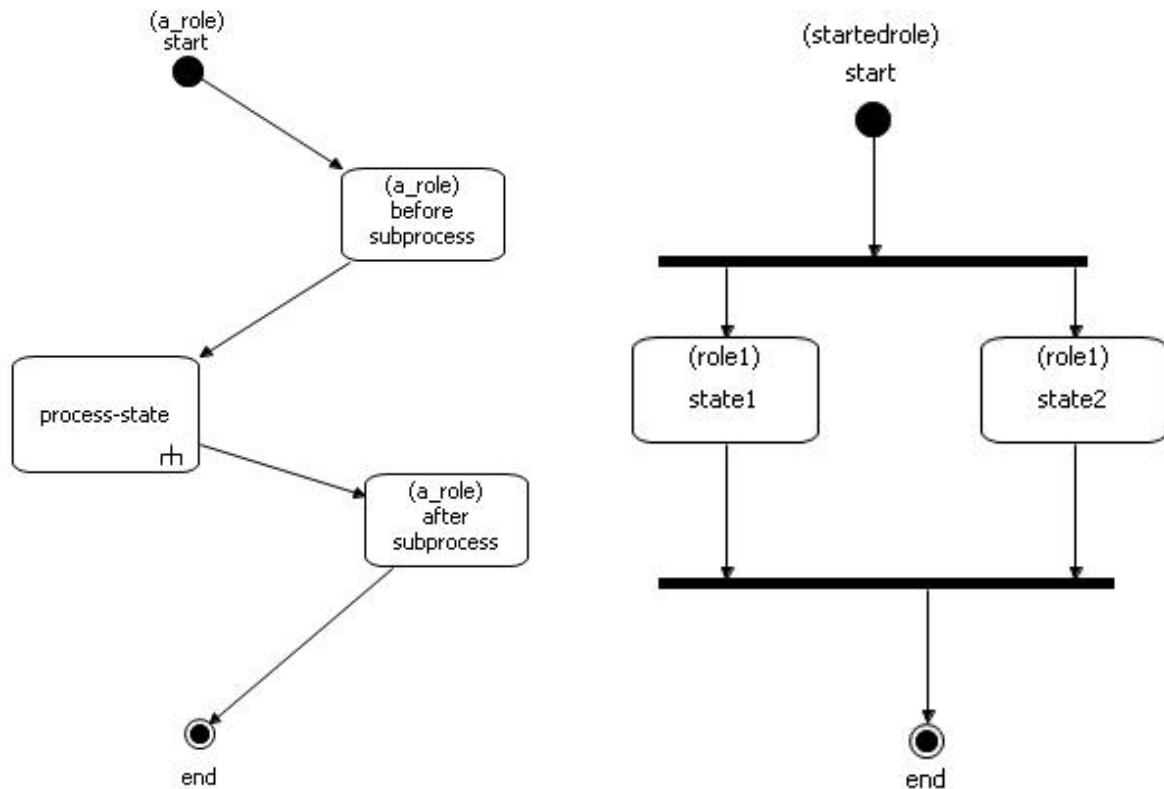 (a_role)
start
(a_role)
before
subprocess
process-state
(a_role)
after
subprocess
end
(startedrole)
start
(role1)
state1
(role1)
state2
end